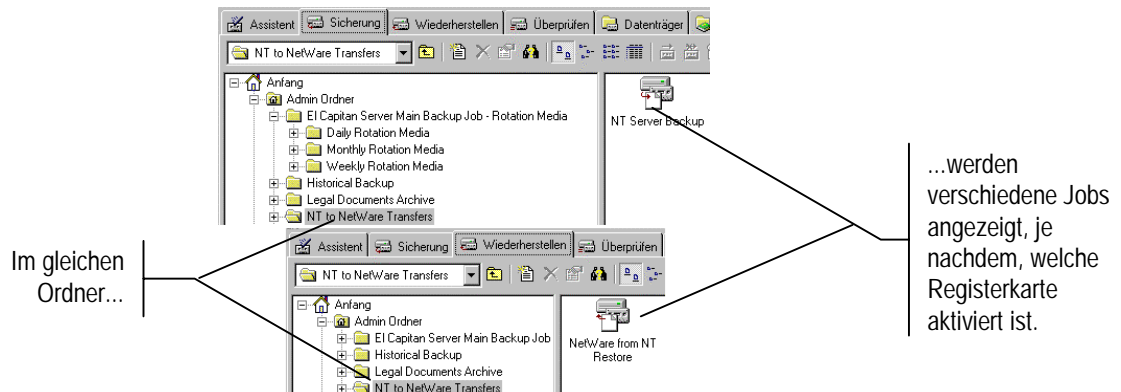 Assistent Sicherung Wiederherstellen Überprüfen Datenträger
NT to NetWare Transfers
Anfang
Admin Ordner
El Capitan Server Main Backup Job - Rotation Media
Daily Rotation Media
Monthly Rotation Media
Weekly Rotation Media
Historical Backup
Legal Documents Archive
NT to NetWare Transfers
NT Server Backup
Im gleichen
Ordner...
Assistent Sicherung Wiederherstellen Überprüfen
NT to NetWare Transfers
Anfang
Admin Ordner
El Capitan Server Main Backup Job
Historical Backup
Legal Documents Archive
NT to NetWare Transfers
NetWare from NT
Restore
...werden
verschiedene Jobs
angezeigt, je
nachdem, welche
Registerkarte
aktiviert ist.